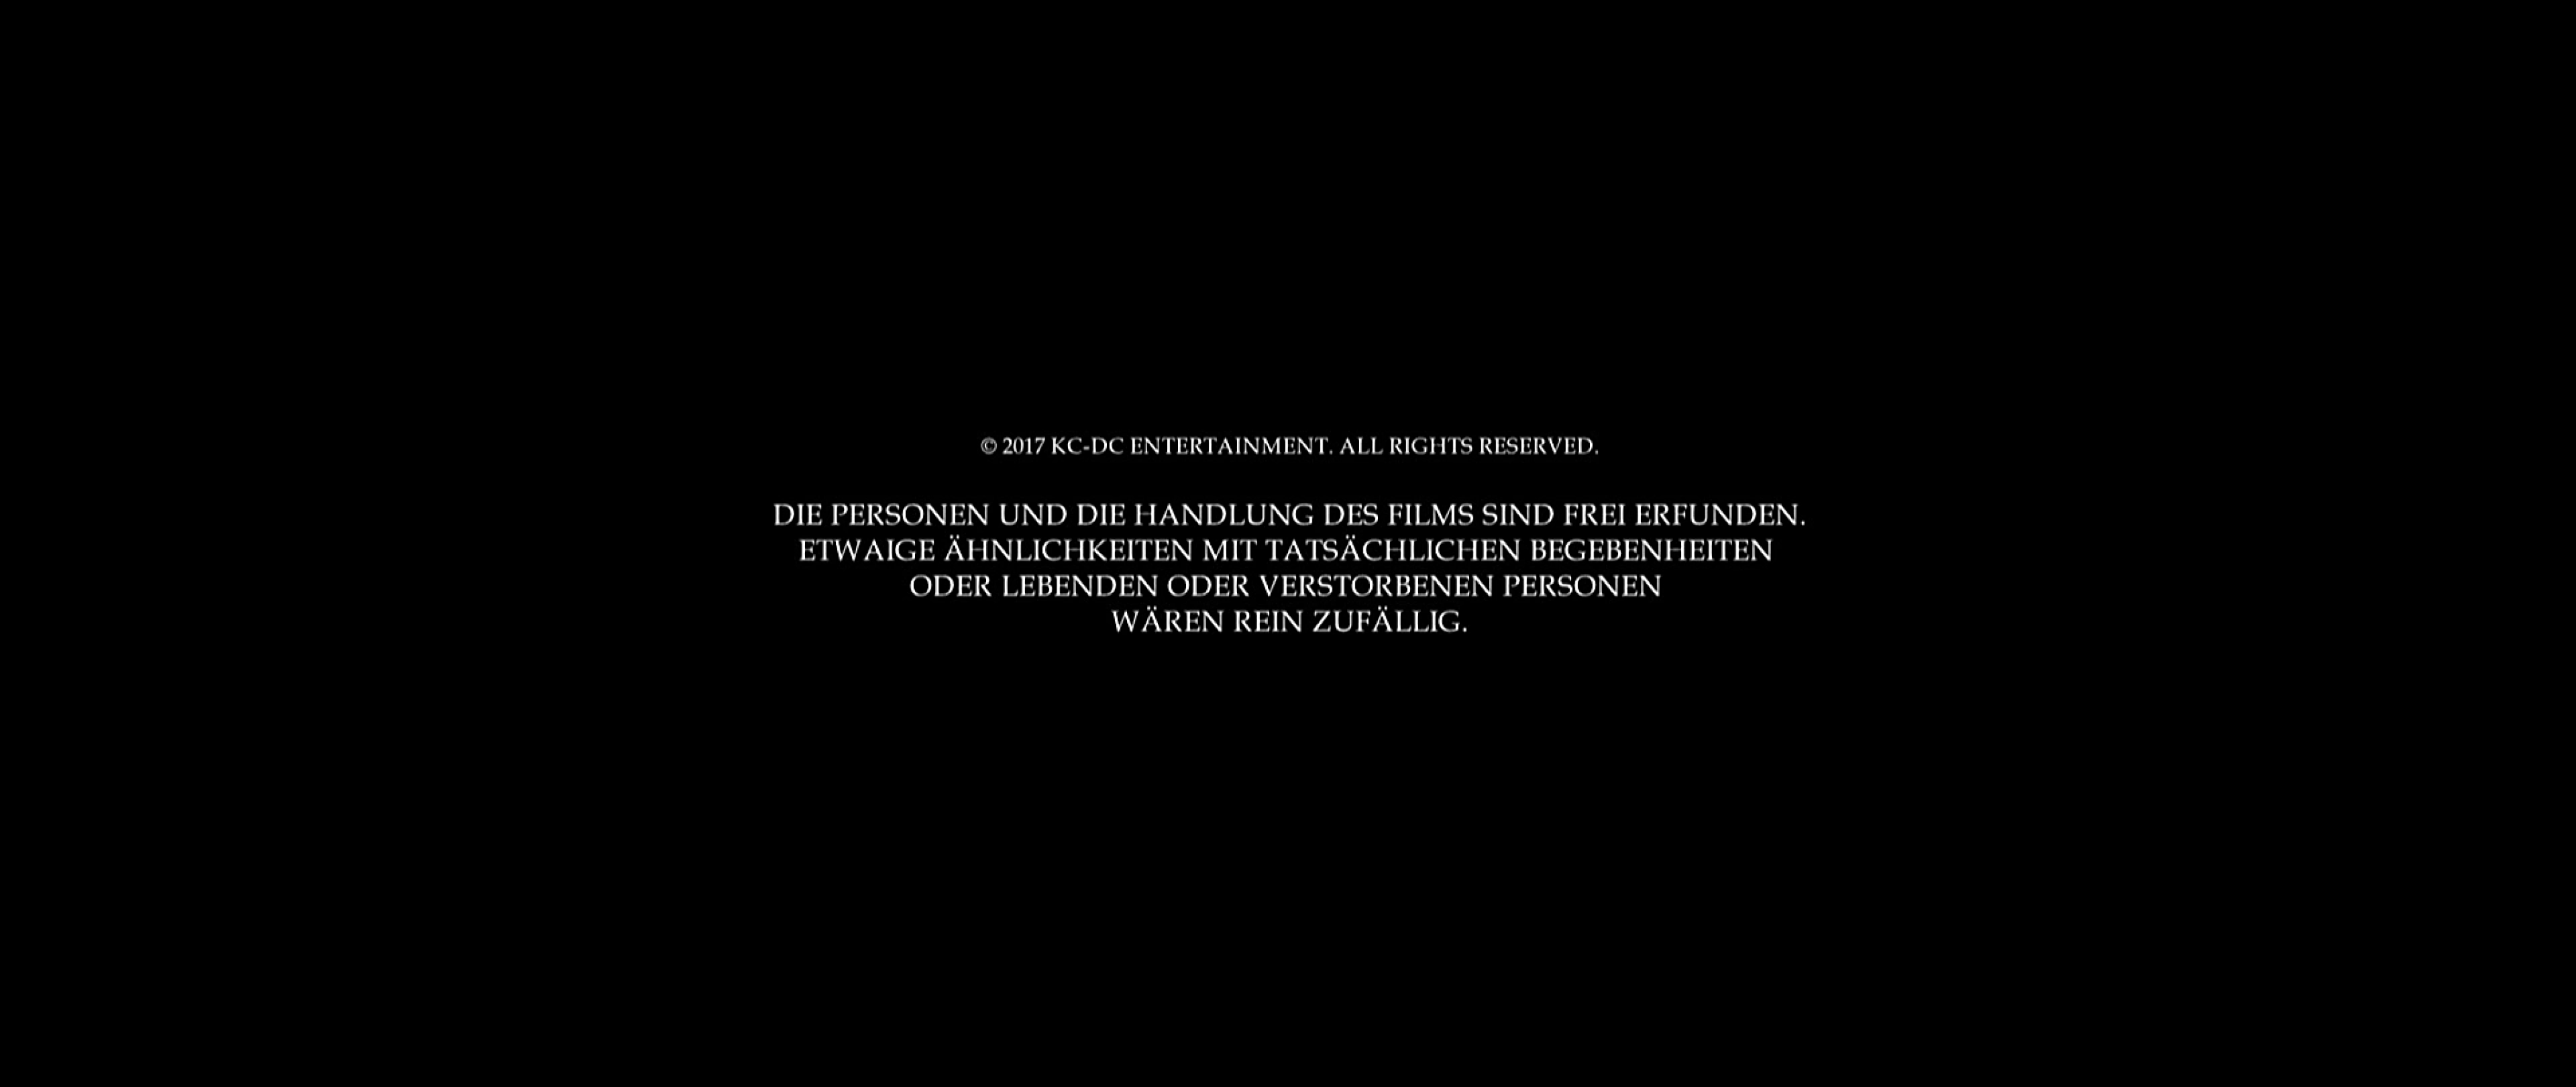 © 2017 KC-DC ENTERTAINMENT. ALL RIGHTS RESERVED.
DIE PERSONEN UND DIE HANDLUNG DES FILMS SIND FREI ERFUNDEN.
ETWAIGE ÄHNLICHKEITEN MIT TATSÄCHLICHEN BEGEBENHEITEN
ODER LEBENDEN ODER VERSTORBENEN PERSONEN
WÄREN REIN ZUFÄLLIG.